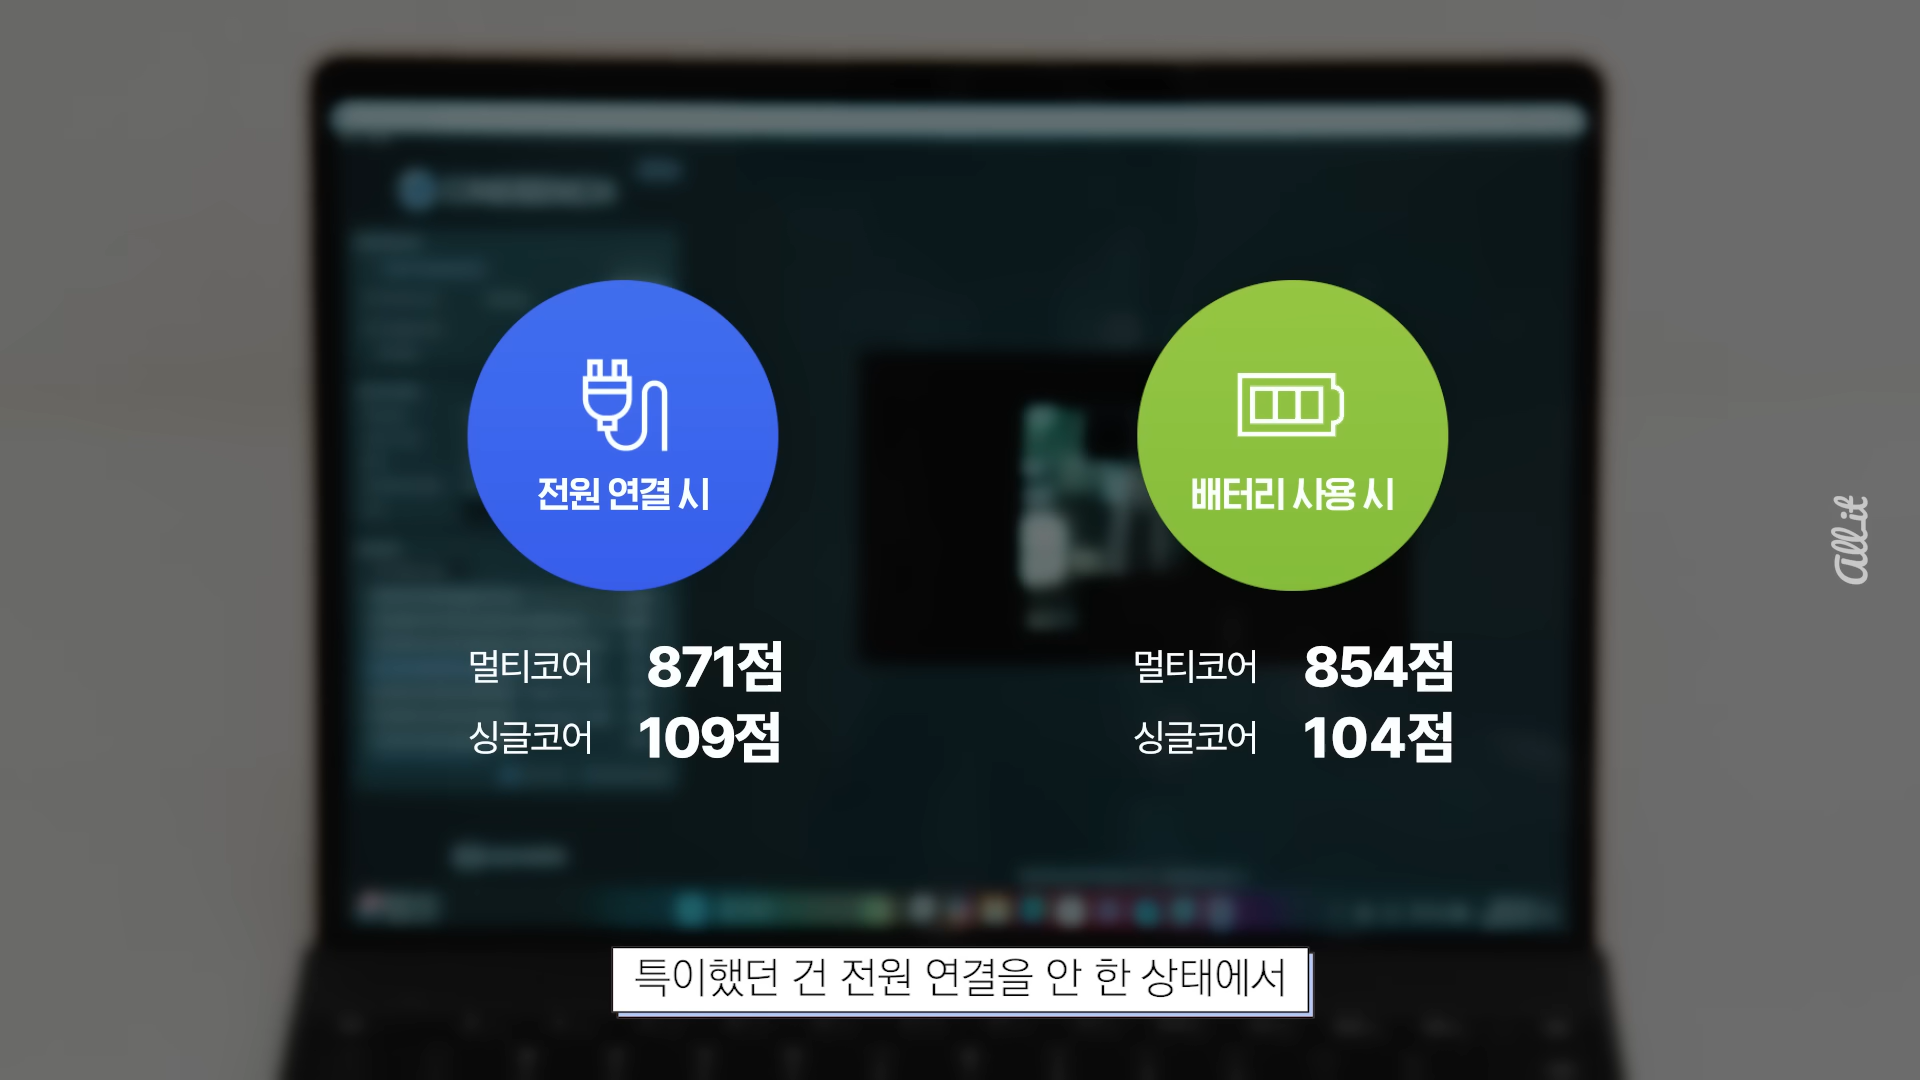 전원 연결 시
멀티코어 871점
싱글코어 109점
배터리 사용 시
멀티코어 854점
싱글코어 104점
특이했던 건 전원 연결을 안 한 상태에서
allit